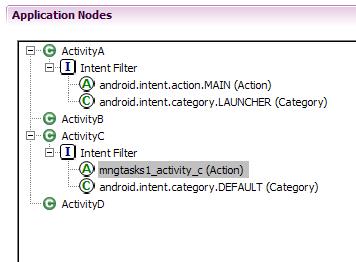 Application Nodes
C ActivityA
I Intent Filter
A android.intent.action.MAIN (Action)
C android.intent.category.LAUNCHER (Category)
C ActivityB
C ActivityC
I Intent Filter
A mngtasks1_activity_c (Action)
C android.intent.category.DEFAULT (Category)
C ActivityD